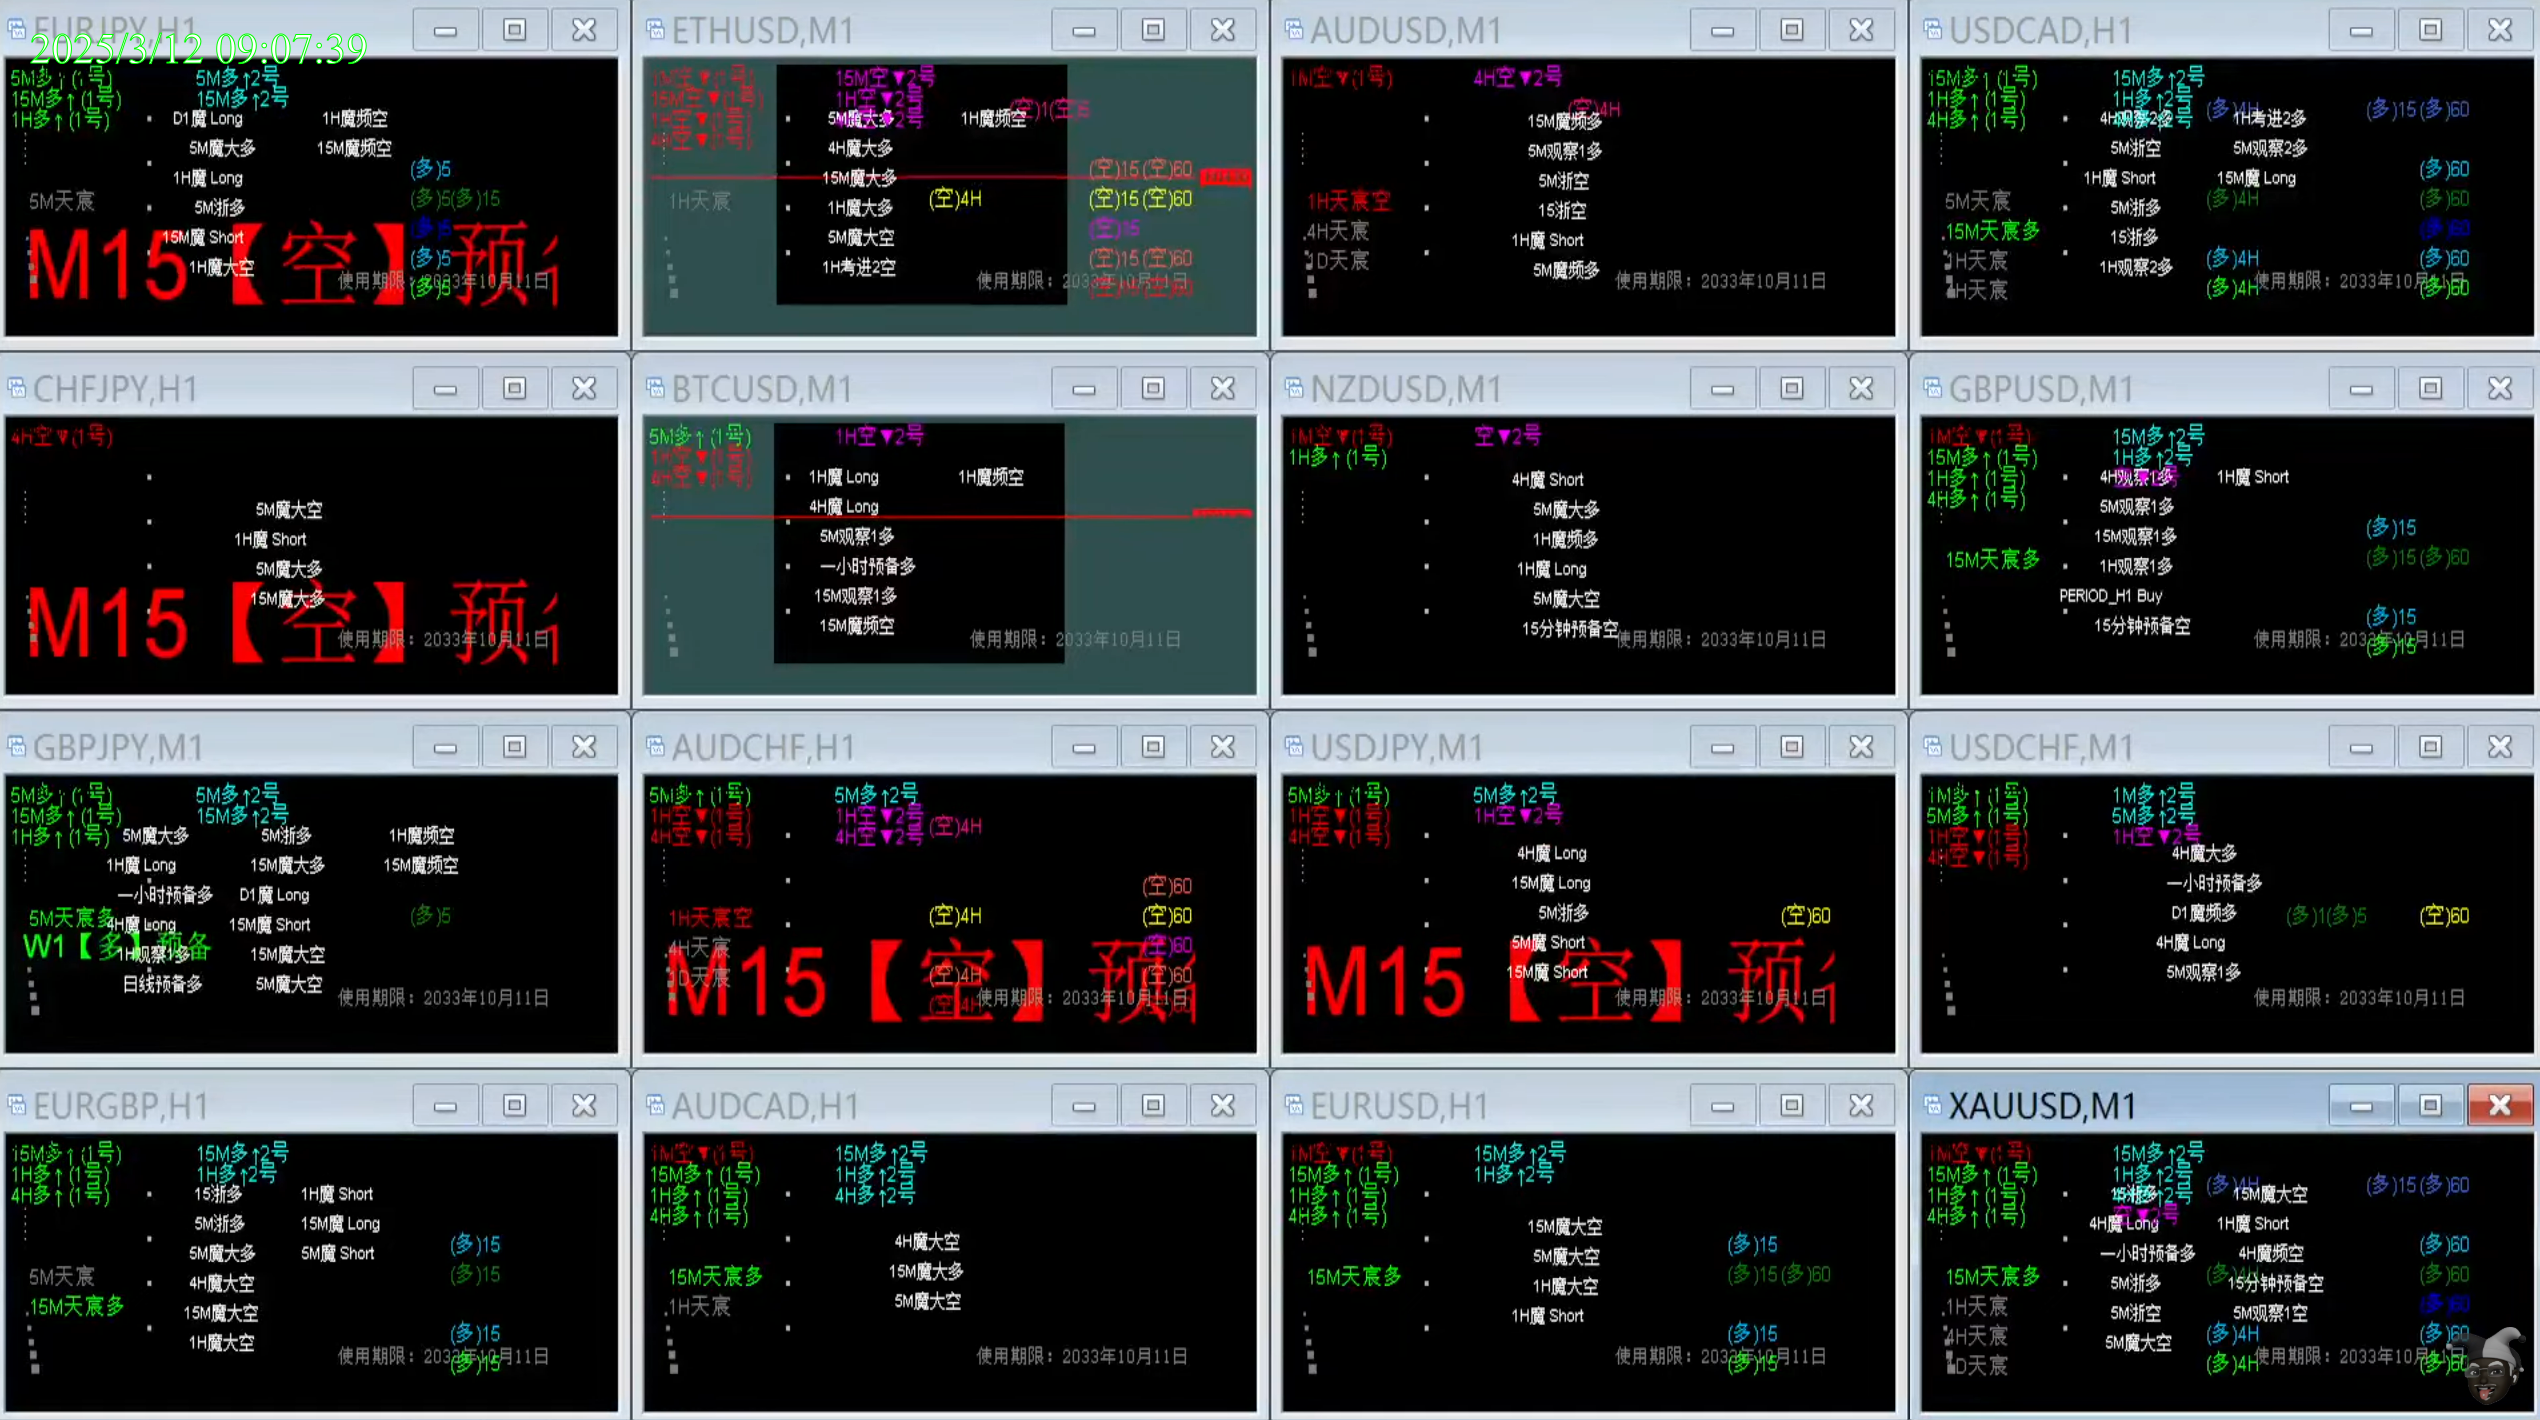 EURJPY,H1
2025/3/12 09:07:39
5M多↑(1号) 5M多↑2号
15M多↑(1号) 15M多↑2号
1H多↑(1号) D1魔 Long 1H魔频空
5M魔大多 15M魔频空
1H魔 Long (多)5
5M天宸 5M浙多 (多)5(多)15
15M魔 Short (多)5
1H魔大空 (多)5
M15【空】预
使用期限：2033年10月11日
(多)5
ETHUSD,M1
1M空▼(1号) 15M空▼2号
15M空▼(1号) 1H空▼2号
1H空▼(1号) 5M魔大多 1H魔频空 (空)1(空)5
4H空▼(1号) 4H魔大多
15M魔大多 (空)15(空)60
1H天宸 1H魔大多 (空)4H (空)15(空)60
5M魔大空 (空)15
1H考进2空 (空)15(空)60
使用期限：2033年10月11日
AUDUSD,M1
1M空▼(1号) 4H空▼2号
(空)4H
15M魔频多
5M观察1多
5M浙空
1H天宸空 15浙空
4H天宸 1H魔 Short
1D天宸 5M魔频多
使用期限：2033年10月11日
USDCAD,H1
15M多↑(1号) 15M多↑2号
1H多↑(1号) 1H多↑2号 (多)4H (多)15(多)60
4H多↑(1号) 4H观察2多 1H考进2多
5M浙空 5M观察2多
1H魔 Short 15M魔 Long (多)60
5M天宸 5M浙多 (多)4H (多)60
15M天宸多 15浙多 (多)60
1H天宸 1H观察2多 (多)4H (多)60
4H天宸 (多)4H (多)60
使用期限：2033年10月11日
CHFJPY,H1
4H空▼(1号)
5M魔大空
1H魔 Short
5M魔大多
15M魔大多
M15【空】预
使用期限：2033年10月11日
BTCUSD,M1
5M多↑(1号) 1H空▼2号
1H空▼(1号)
4H空▼(1号) 1H魔 Long 1H魔频空
4H魔 Long
5M观察1多
一小时预备多
15M观察1多
15M魔频空
使用期限：2033年10月11日
NZDUSD,M1
1M空▼(1号) 空▼2号
1H多↑(1号)
4H魔 Short
5M魔大多
1H魔频多
1H魔 Long
5M魔大空
15分钟预备空
使用期限：2033年10月11日
GBPUSD,M1
1M空▼(1号) 15M多↑2号
15M多↑(1号) 1H多↑2号
1H多↑(1号) 4H观察1多 1H魔 Short
4H多↑(1号) 5M观察1多
15M观察1多 (多)15
15M天宸多 1H观察1多 (多)15(多)60
PERIOD_H1 Buy
15分钟预备空 (多)15
使用期限：2033年10月11日
(多)15
GBPJPY,M1
5M多↑(1号) 5M多↑2号
15M多↑(1号) 15M多↑2号
1H多↑(1号) 5M魔大多 5M浙多 1H魔频空
1H魔 Long 15M魔大多 15M魔频空
一小时预备多 D1魔 Long
5M天宸多 4H魔 Long 15M魔 Short (多)5
W1【多】预备 1H观察1多 15M魔大空
日线预备多 5M魔大空
使用期限：2033年10月11日
AUDCHF,H1
5M多↑(1号) 5M多↑2号
1H空▼(1号) 1H空▼2号
4H空▼(1号) 4H空▼2号 (空)4H
(空)60
1H天宸空 (空)4H (空)60
4H天宸 (空)60
1D天宸 (空)4H (空)60
M15【空】预
(空)4H
使用期限：2033年10月11日
USDJPY,M1
5M多↑(1号) 5M多↑2号
1H空▼(1号) 1H空▼2号
4H空▼(1号)
4H魔 Long
15M魔 Long
5M浙多 (空)60
5M魔 Short
15M魔 Short
M15【空】预
使用期限：2033年10月11日
USDCHF,M1
1M多↑(1号) 1M多↑2号
5M多↑(1号) 5M多↑2号
1H空▼(1号) 1H空▼2号
4H空▼(1号) 4H魔大多
一小时预备多
D1魔频多 (多)1(多)5 (空)60
4H魔 Long
5M观察1多
使用期限：2033年10月11日
EURGBP,H1
15M多↑(1号) 15M多↑2号
1H多↑(1号) 1H多↑2号
4H多↑(1号) 15浙多 1H魔 Short
5M浙多 15M魔 Long
5M魔大多 5M魔 Short (多)15
5M天宸 4H魔大空 (多)15
15M天宸多 15M魔大空
1H魔大空 (多)15
使用期限：2033年10月11日
(多)15
AUDCAD,H1
1M空▼(1号) 15M多↑2号
15M多↑(1号) 1H多↑2号
1H多↑(1号) 4H多↑2号
4H多↑(1号)
4H魔大空
15M天宸多 15M魔大多
1H天宸 5M魔大空
使用期限：2033年10月11日
EURUSD,H1
1M空▼(1号) 15M多↑2号
15M多↑(1号) 1H多↑2号
1H多↑(1号)
4H多↑(1号) 15M魔大空
5M魔大空 (多)15
15M天宸多 1H魔大空 (多)15(多)60
1H魔 Short
(多)15
使用期限：2033年10月11日
(多)15
XAUUSD,M1
1M空▼(1号) 15M多↑2号
15M多↑(1号) 1H多↑2号 (多)4H (多)15(多)60
1H多↑(1号) 15浙多 15M魔大空
4H多↑(1号) 4H魔 Long 1H魔 Short
一小时预备多 4H魔频空 (多)60
15M天宸多 5M浙多 15分钟预备空 (多)60
1H天宸 5M浙空 5M观察1空 (多)60
4H天宸 5M魔大空 (多)4H (多)60
1D天宸 (多)4H (多)60
使用期限：2033年10月11日